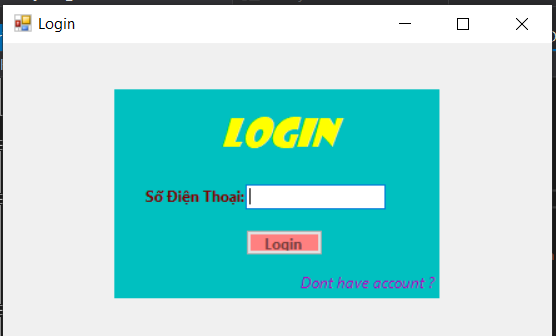 Login
LOGIN
Số Điện Thoại:
Login
Dont have account ?